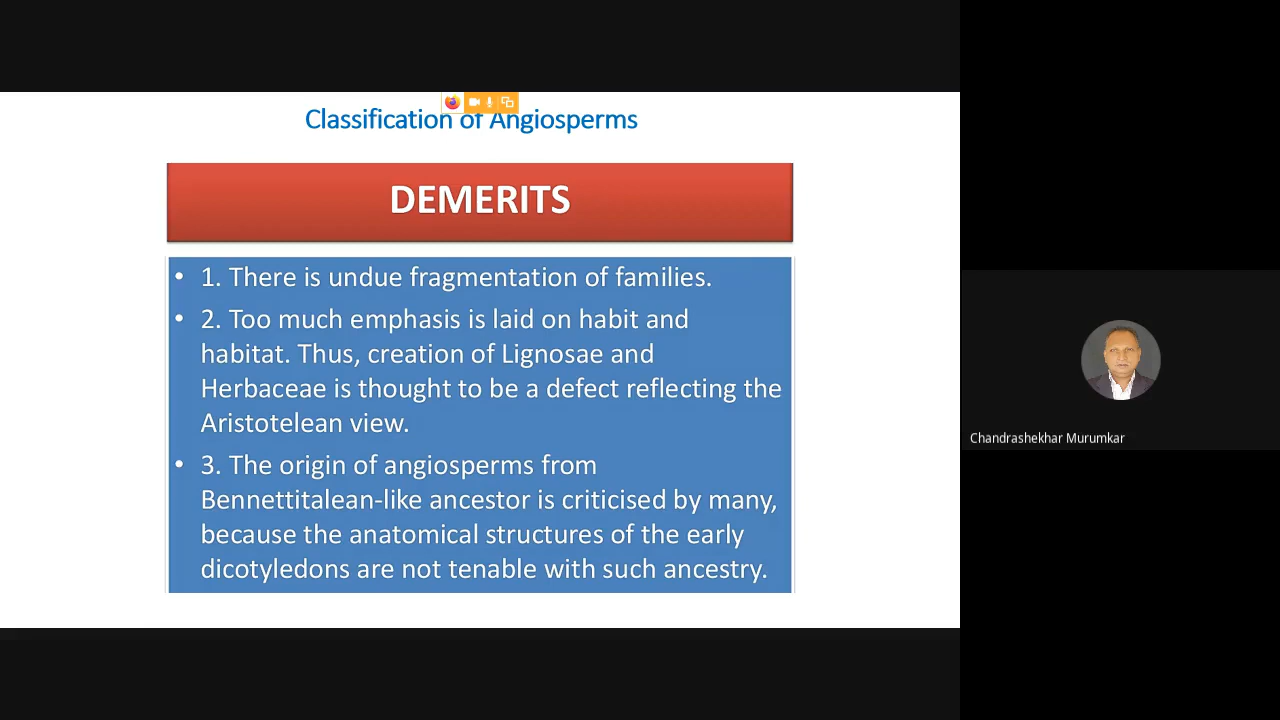 Classification of Angiosperms
DEMERITS
• 1. There is undue fragmentation of families.
• 2. Too much emphasis is laid on habit and
habitat. Thus, creation of Lignosae and
Herbaceae is thought to be a defect reflecting the
Aristotelean view.
• 3. The origin of angiosperms from
Bennettitalean-like ancestor is criticised by many,
because the anatomical structures of the early
dicotyledons are not tenable with such ancestry.
Chandrashekhar Murumkar